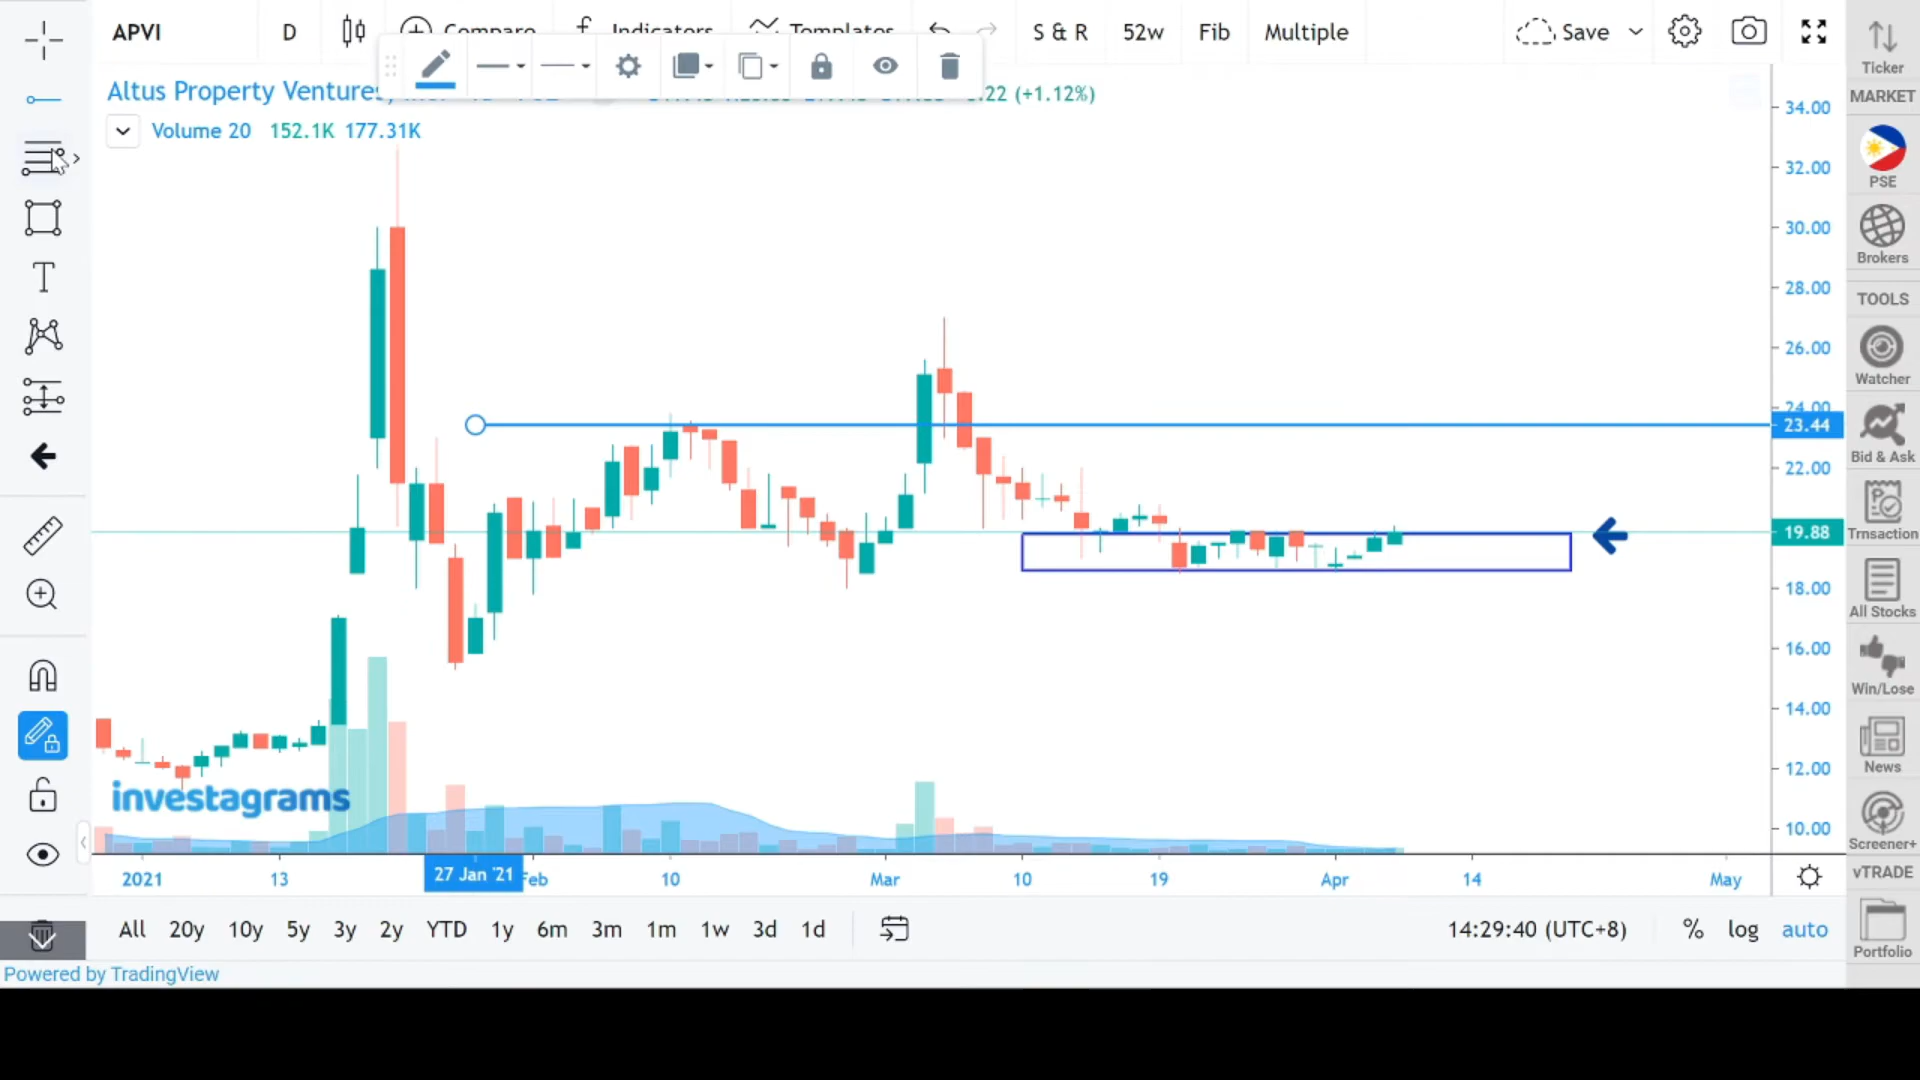 APVI D Compare Indicators Templates S & R 52w Fib Multiple Save
Altus Property Ventures, (+1.12%)
Volume 20 152.1K 177.31K
34.00
32.00
30.00
28.00
26.00
24.00
23.44
22.00
19.88
18.00
16.00
14.00
12.00
10.00
investagrams
2021 13 27 Jan '21 Feb 10 Mar 10 19 Apr 14 May
All 20y 10y 5y 3y 2y YTD 1y 6m 3m 1m 1w 3d 1d 14:29:40 (UTC+8) % log auto
Powered by TradingView
Ticker
MARKET
PSE
Brokers
TOOLS
Watcher
Bid & Ask
Trnsaction
All Stocks
Win/Lose
News
Screener+
vTRADE
Portfolio